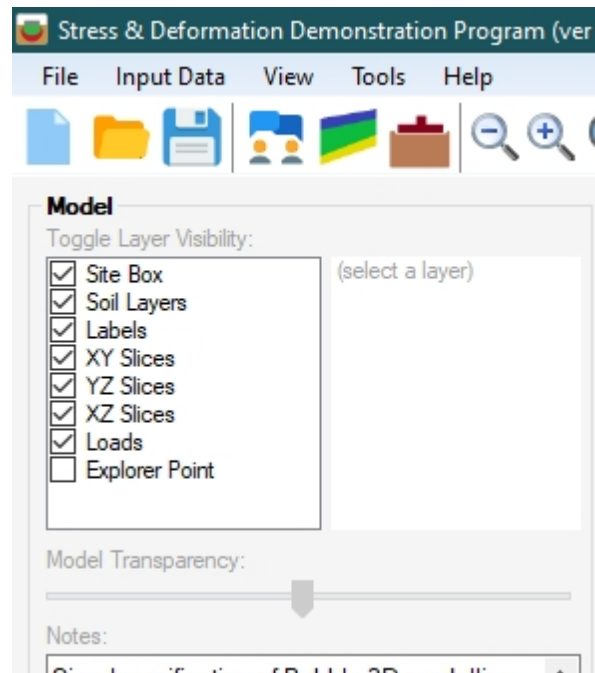 Stress & Deformation Demonstration Program (ver
File Input Data View Tools Help
Model
Toggle Layer Visibility:
Site Box
(select a layer)
Soil Layers
Labels
XY Slices
YZ Slices
XZ Slices
Loads
Explorer Point
Model Transparency:
Notes: